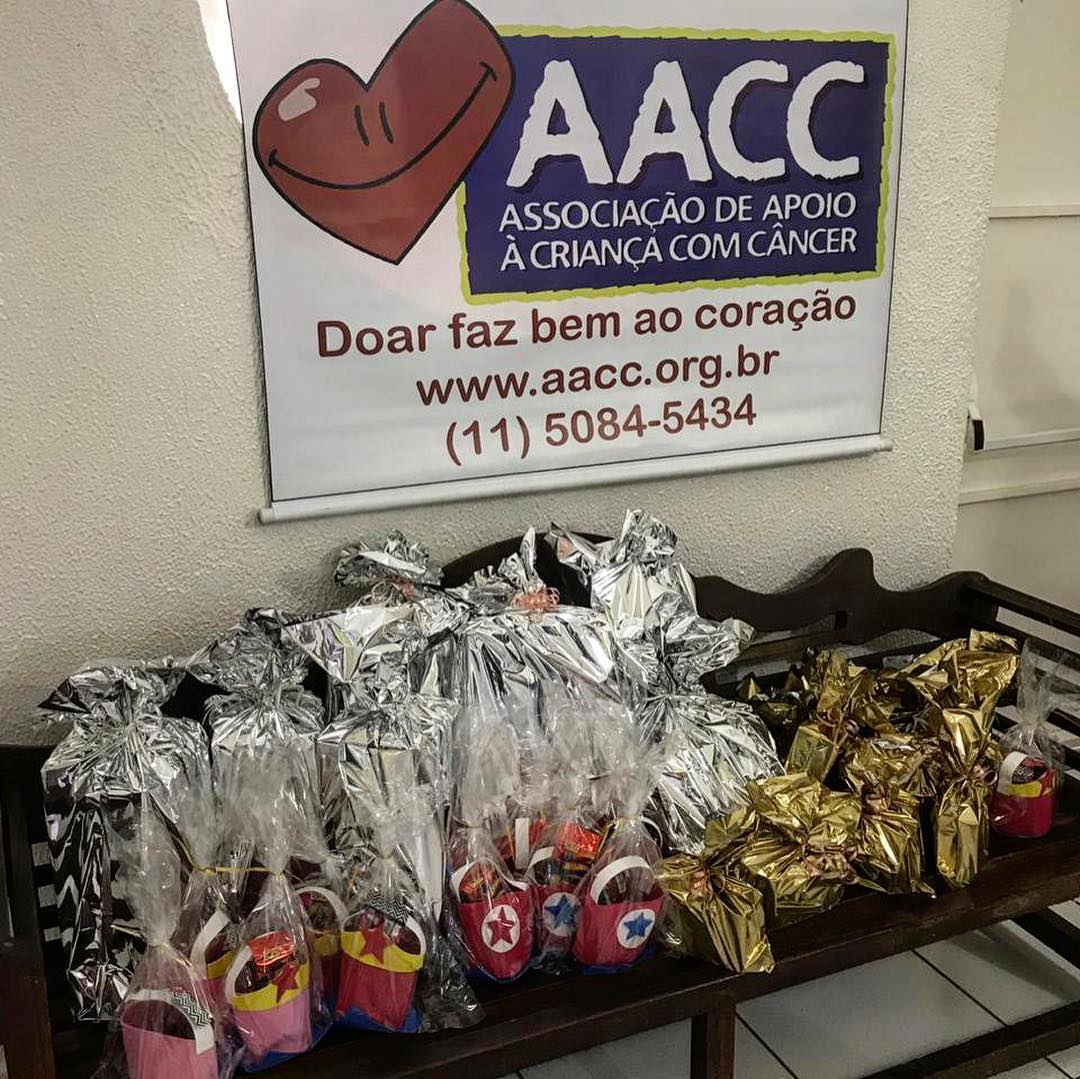 AACC
ASSOCIAÇÃO DE APOIO
À CRIANÇA COM CÂNCER
Doar faz bem ao coração
www.aacc.org.br
(11) 5084-5434